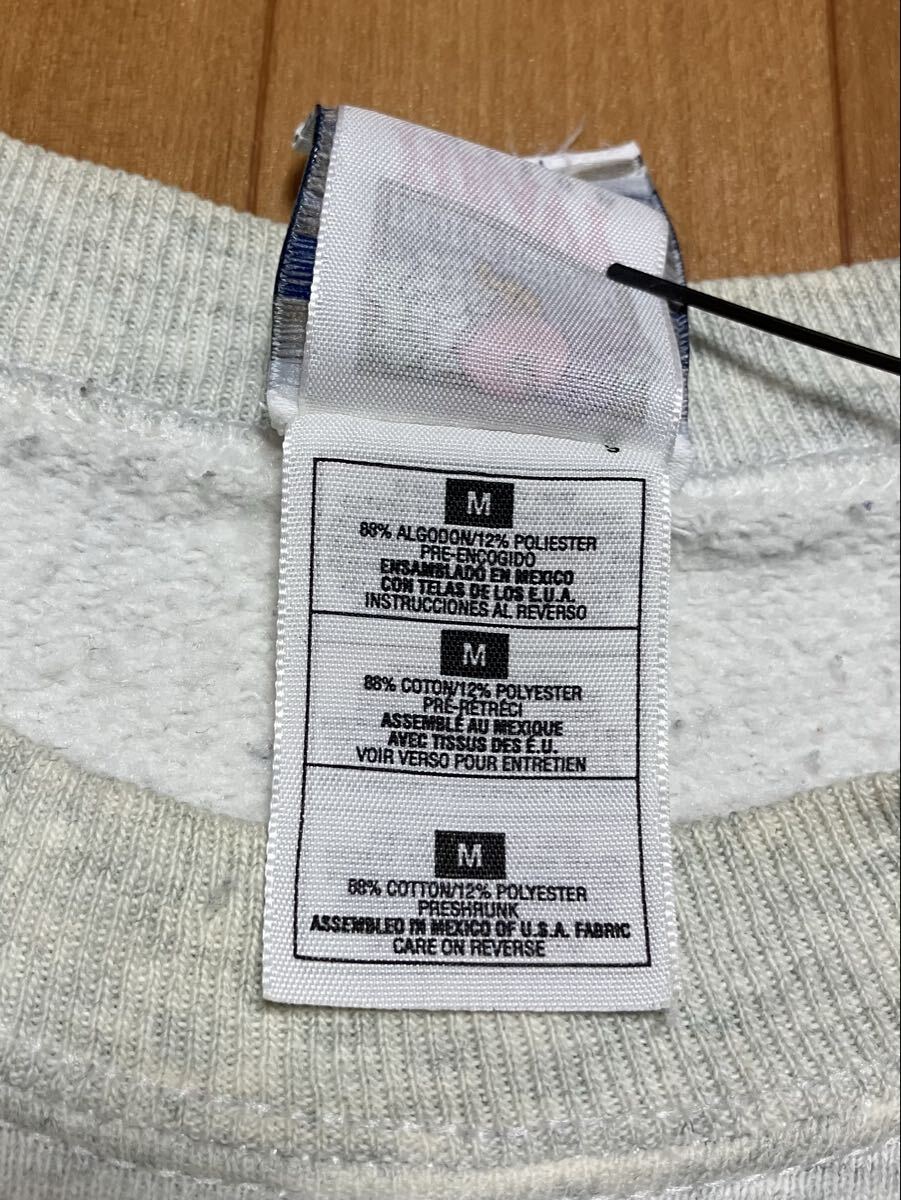 M
88% ALGODON/12% POLIESTER
PRE-ENCOGIDO
ENSAMBLADO EN MEXICO
CON TELAS DE LOS E.U.A.
INSTRUCCIONES AL REVERSO
M
88% COTON/12% POLYESTER
PRÉ-RÉTRÉCI
ASSEMBLÉ AU MEXIQUE
AVEC TISSUS DES É.U.
VOIR VERSO POUR ENTRETIEN
M
88% COTTON/12% POLYESTER
PRESHRUNK
ASSEMBLED IN MEXICO OF U.S.A. FABRIC
CARE ON REVERSE